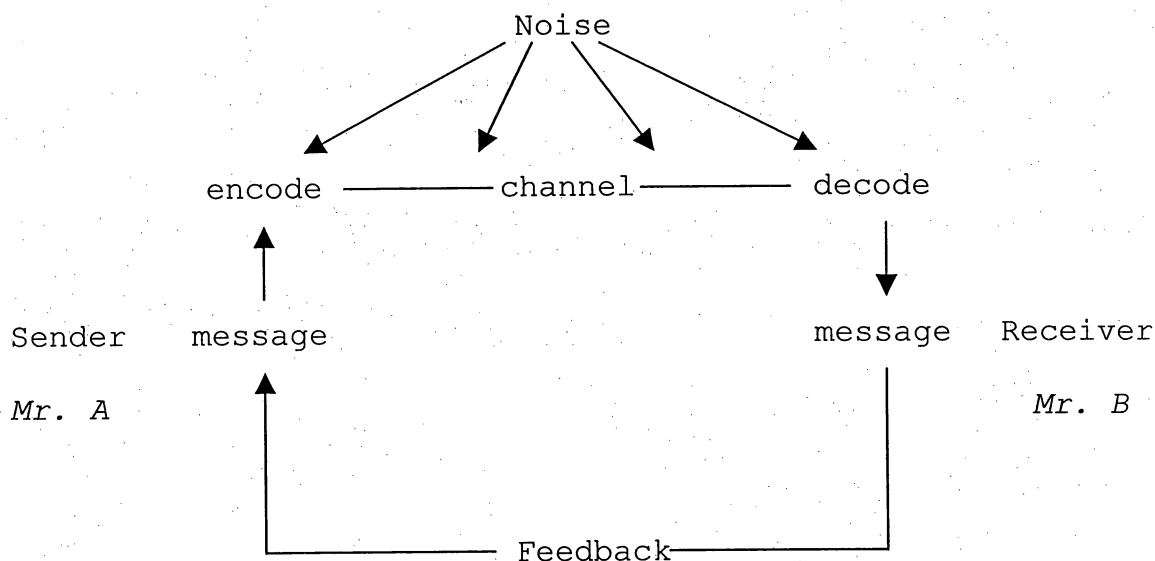 Noise
encode channel decode
Sender message message Receiver
Mr. A Mr. B
Feedback